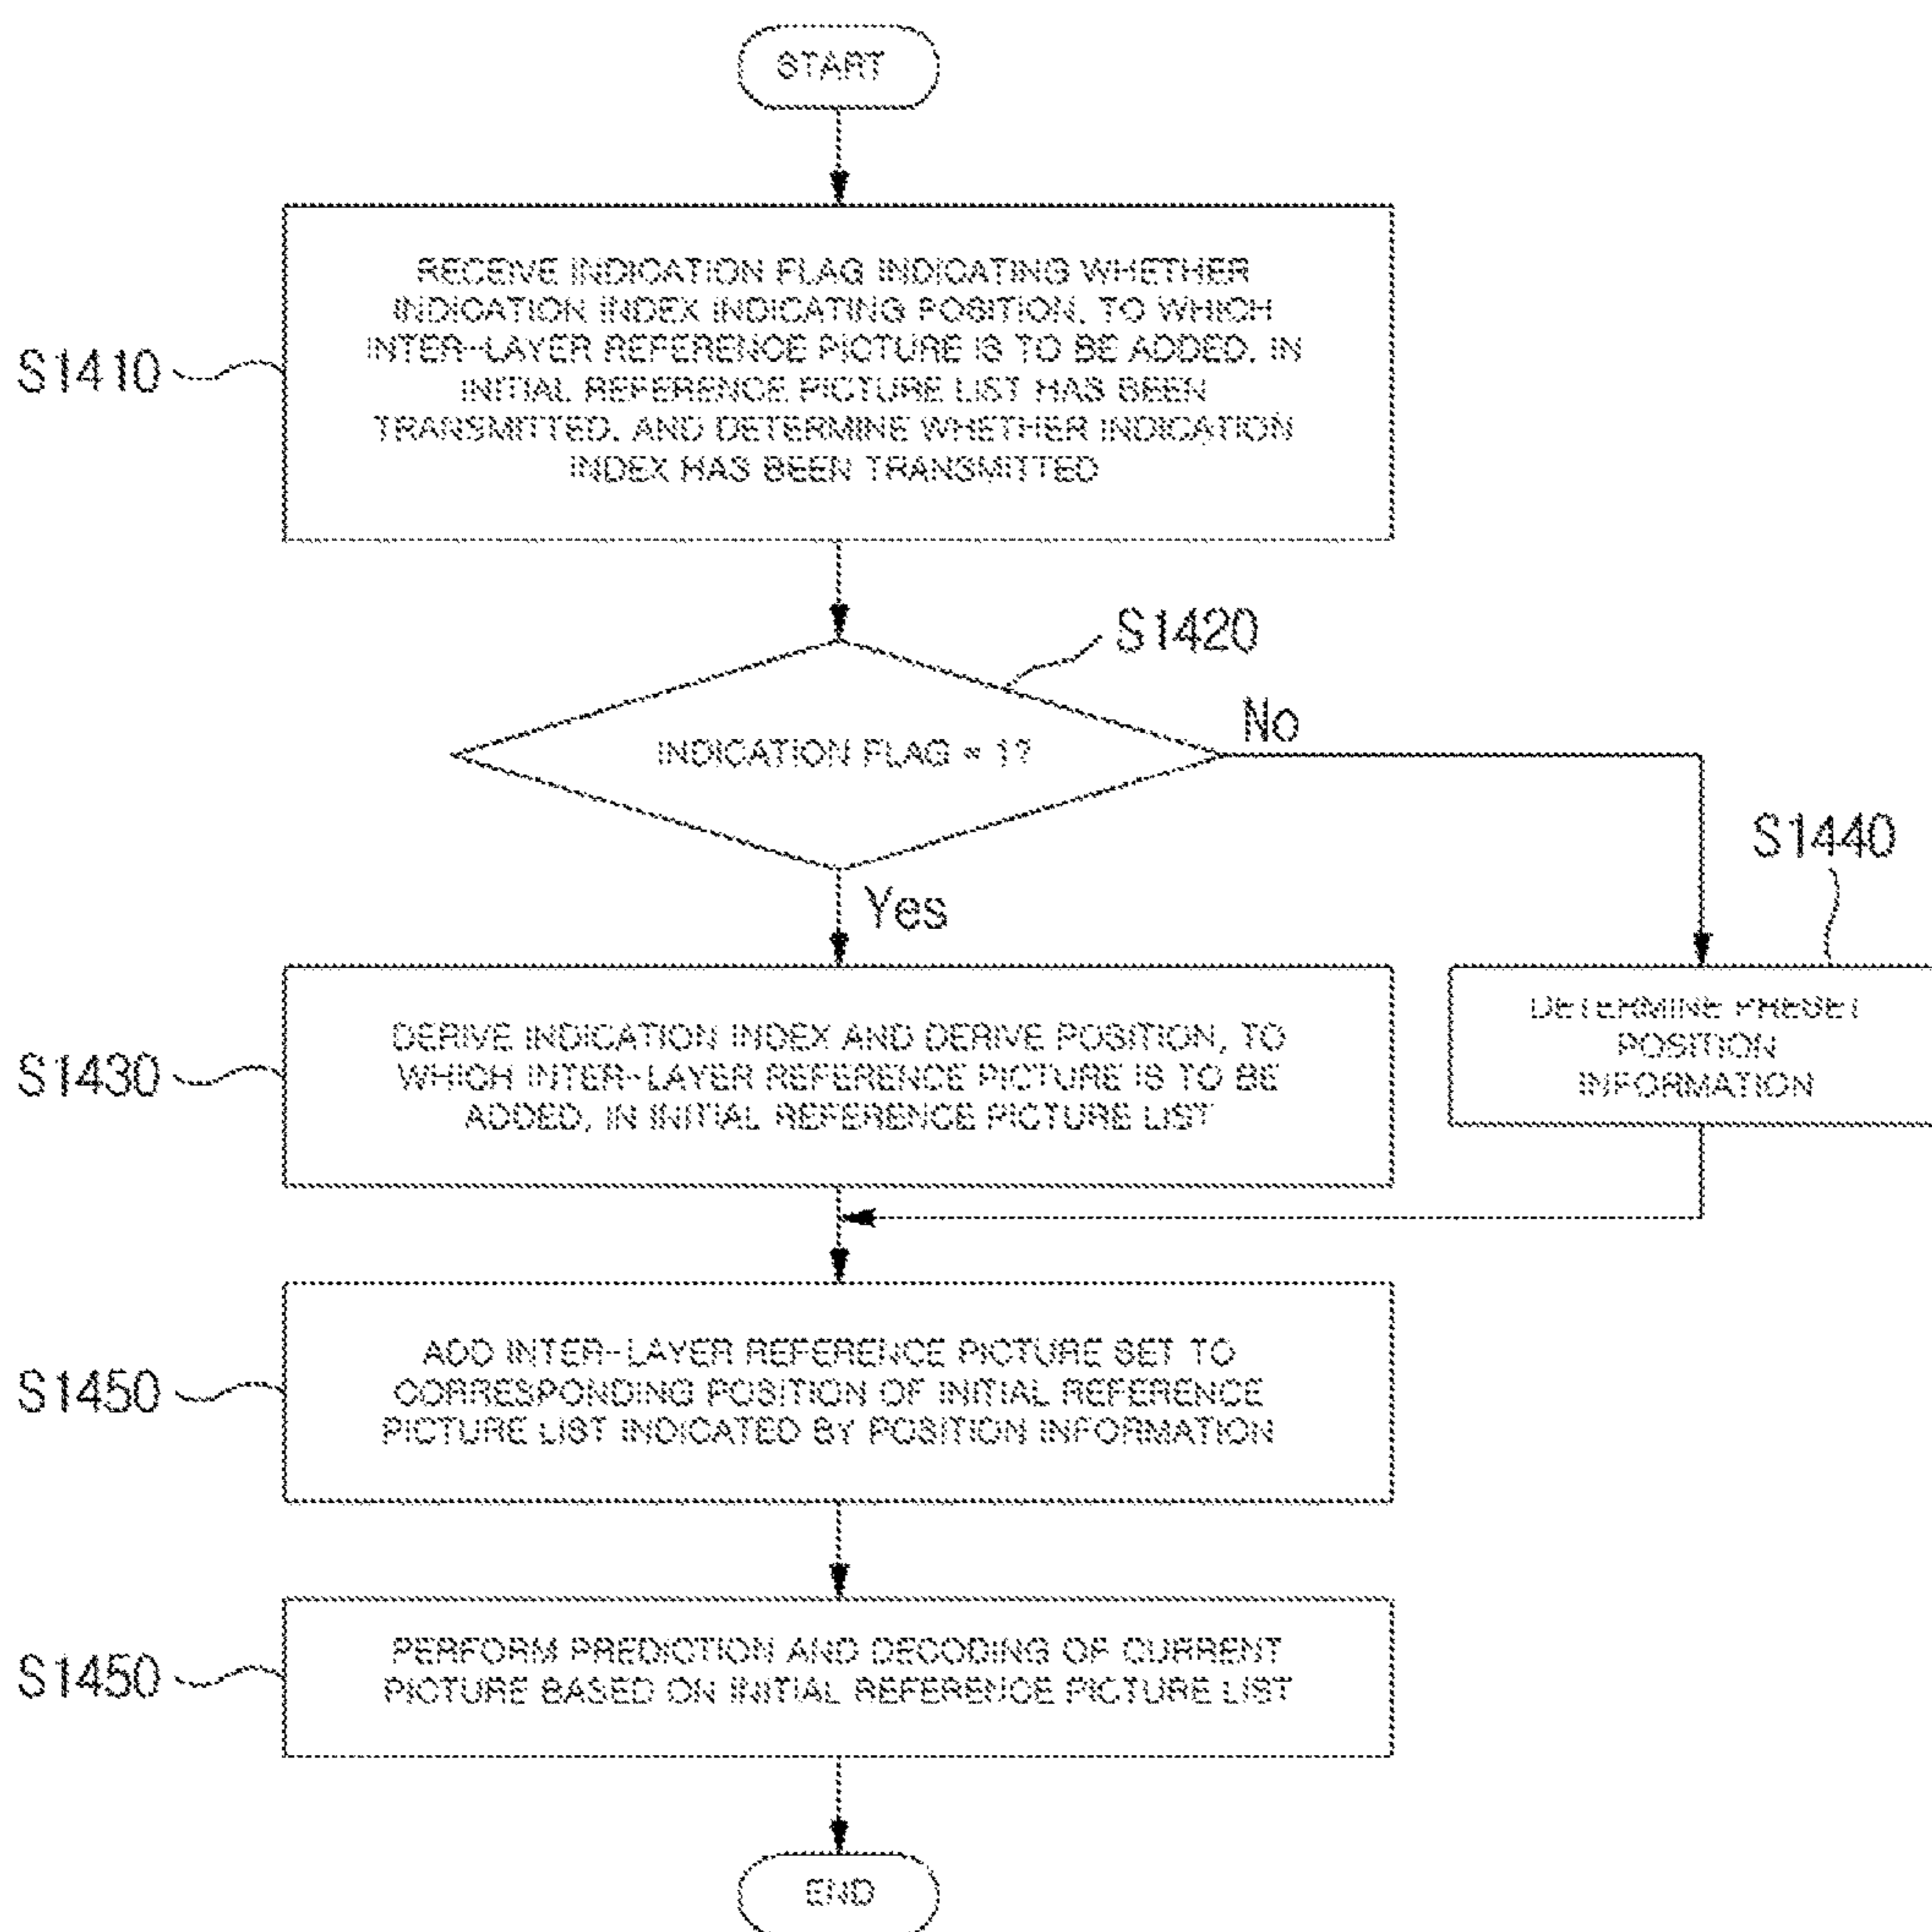 START
S1410
RECEIVE INDICATION FLAG INDICATING WHETHER
INDICATION INDEX INDICATING POSITION, TO WHICH
INTER-LAYER REFERENCE PICTURE IS TO BE ADDED, IN
INITIAL REFERENCE PICTURE LIST HAS BEEN
TRANSMITTED, AND DETERMINE WHETHER INDICATION
INDEX HAS BEEN TRANSMITTED
S1420
INDICATION FLAG = 1?
No
Yes
S1440
DETERMINE PRESET
POSITION
INFORMATION
S1430
DERIVE INDICATION INDEX AND DERIVE POSITION, TO
WHICH INTER-LAYER REFERENCE PICTURE IS TO BE
ADDED, IN INITIAL REFERENCE PICTURE LIST
S1450
ADD INTER-LAYER REFERENCE PICTURE SET TO
CORRESPONDING POSITION OF INITIAL REFERENCE
PICTURE LIST INDICATED BY POSITION INFORMATION
S1450
PERFORM PREDICTION AND DECODING OF CURRENT
PICTURE BASED ON INITIAL REFERENCE PICTURE LIST
END